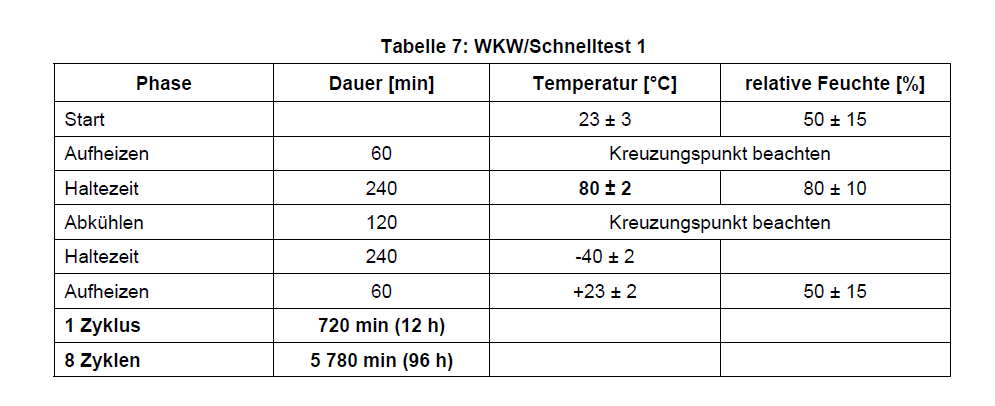 Tabelle 7: WKW/Schnelltest 1
Phase Dauer [min] Temperatur [°C] relative Feuchte [%]
Start 23 ± 3 50 ± 15
Aufheizen 60 Kreuzungspunkt beachten
Haltezeit 240 80 ± 2 80 ± 10
Abkühlen 120 Kreuzungspunkt beachten
Haltezeit 240 -40 ± 2
Aufheizen 60 +23 ± 2 50 ± 15
1 Zyklus 720 min (12 h)
8 Zyklen 5 780 min (96 h)